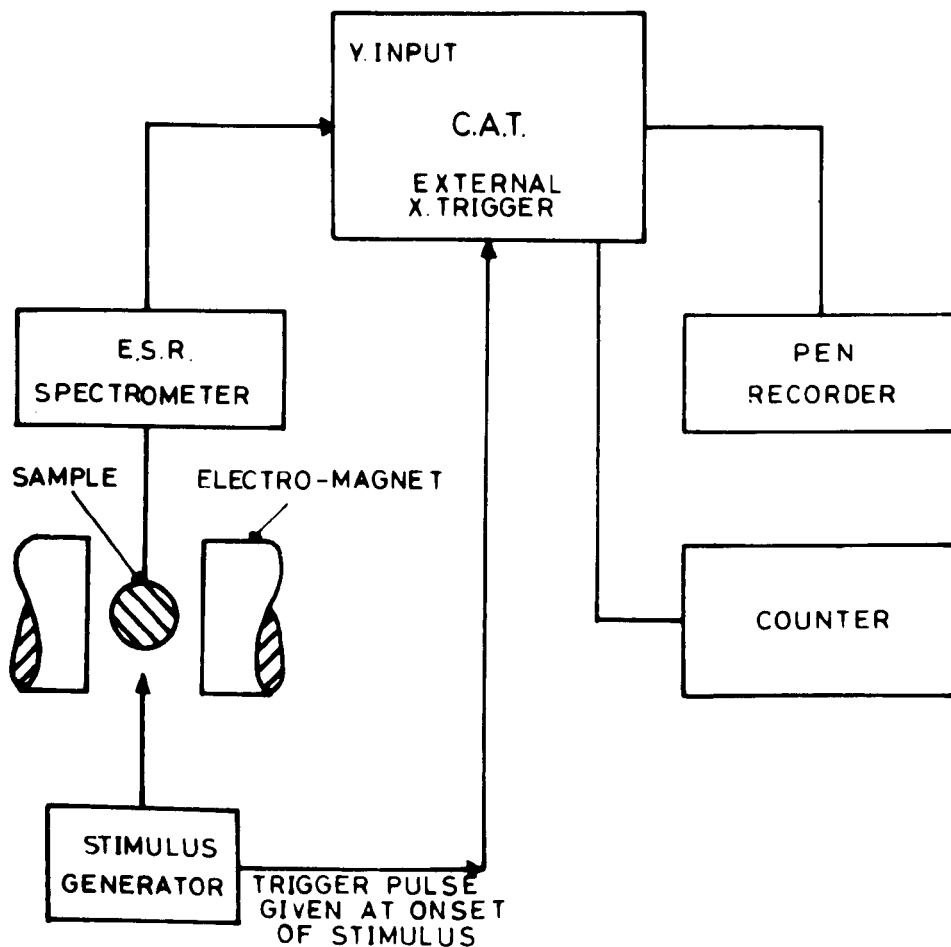 Y.INPUT
C.A.T.
EXTERNAL
X.TRIGGER
E.S.R.
SPECTROMETER
PEN
RECORDER
SAMPLE
ELECTRO-MAGNET
COUNTER
STIMULUS
GENERATOR
TRIGGER PULSE
GIVEN AT ONSET
OF STIMULUS